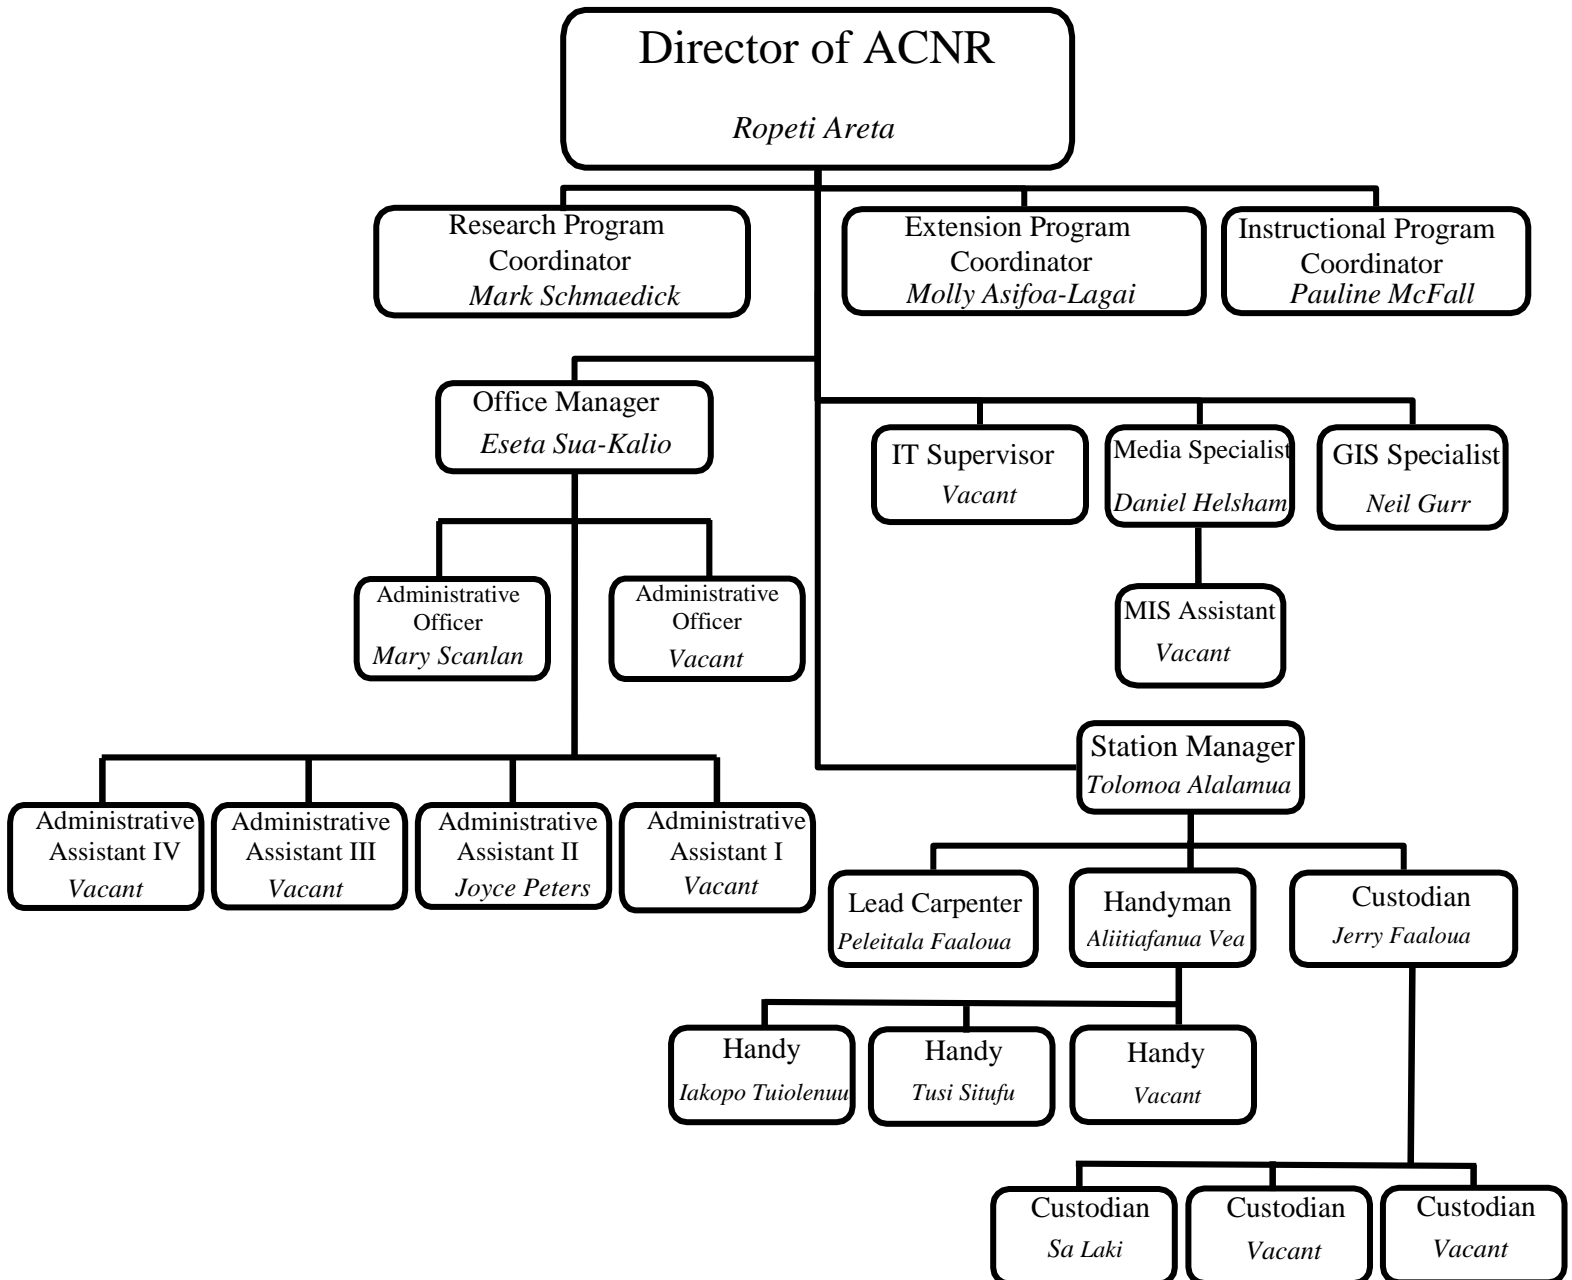 Director of ACNR
Ropeti Areta
Research Program
Coordinator
Mark Schmaedick
Extension Program
Coordinator
Molly Asifoa-Lagai
Instructional Program
Coordinator
Pauline McFall
Office Manager
Eseta Sua-Kalio
IT Supervisor
Vacant
Media Specialist
Daniel Helsham
GIS Specialist
Neil Gurr
Administrative
Officer
Mary Scanlan
Administrative
Officer
Vacant
MIS Assistant
Vacant
Station Manager
Tolomoa Alalamua
Administrative
Assistant IV
Vacant
Administrative
Assistant III
Vacant
Administrative
Assistant II
Joyce Peters
Administrative
Assistant I
Vacant
Lead Carpenter
Peleitala Faaloua
Handyman
Aliitiafanua Vea
Custodian
Jerry Faaloua
Handy
Iakopo Tuiolenuu
Handy
Tusi Situfu
Handy
Vacant
Custodian
Sa Laki
Custodian
Vacant
Custodian
Vacant